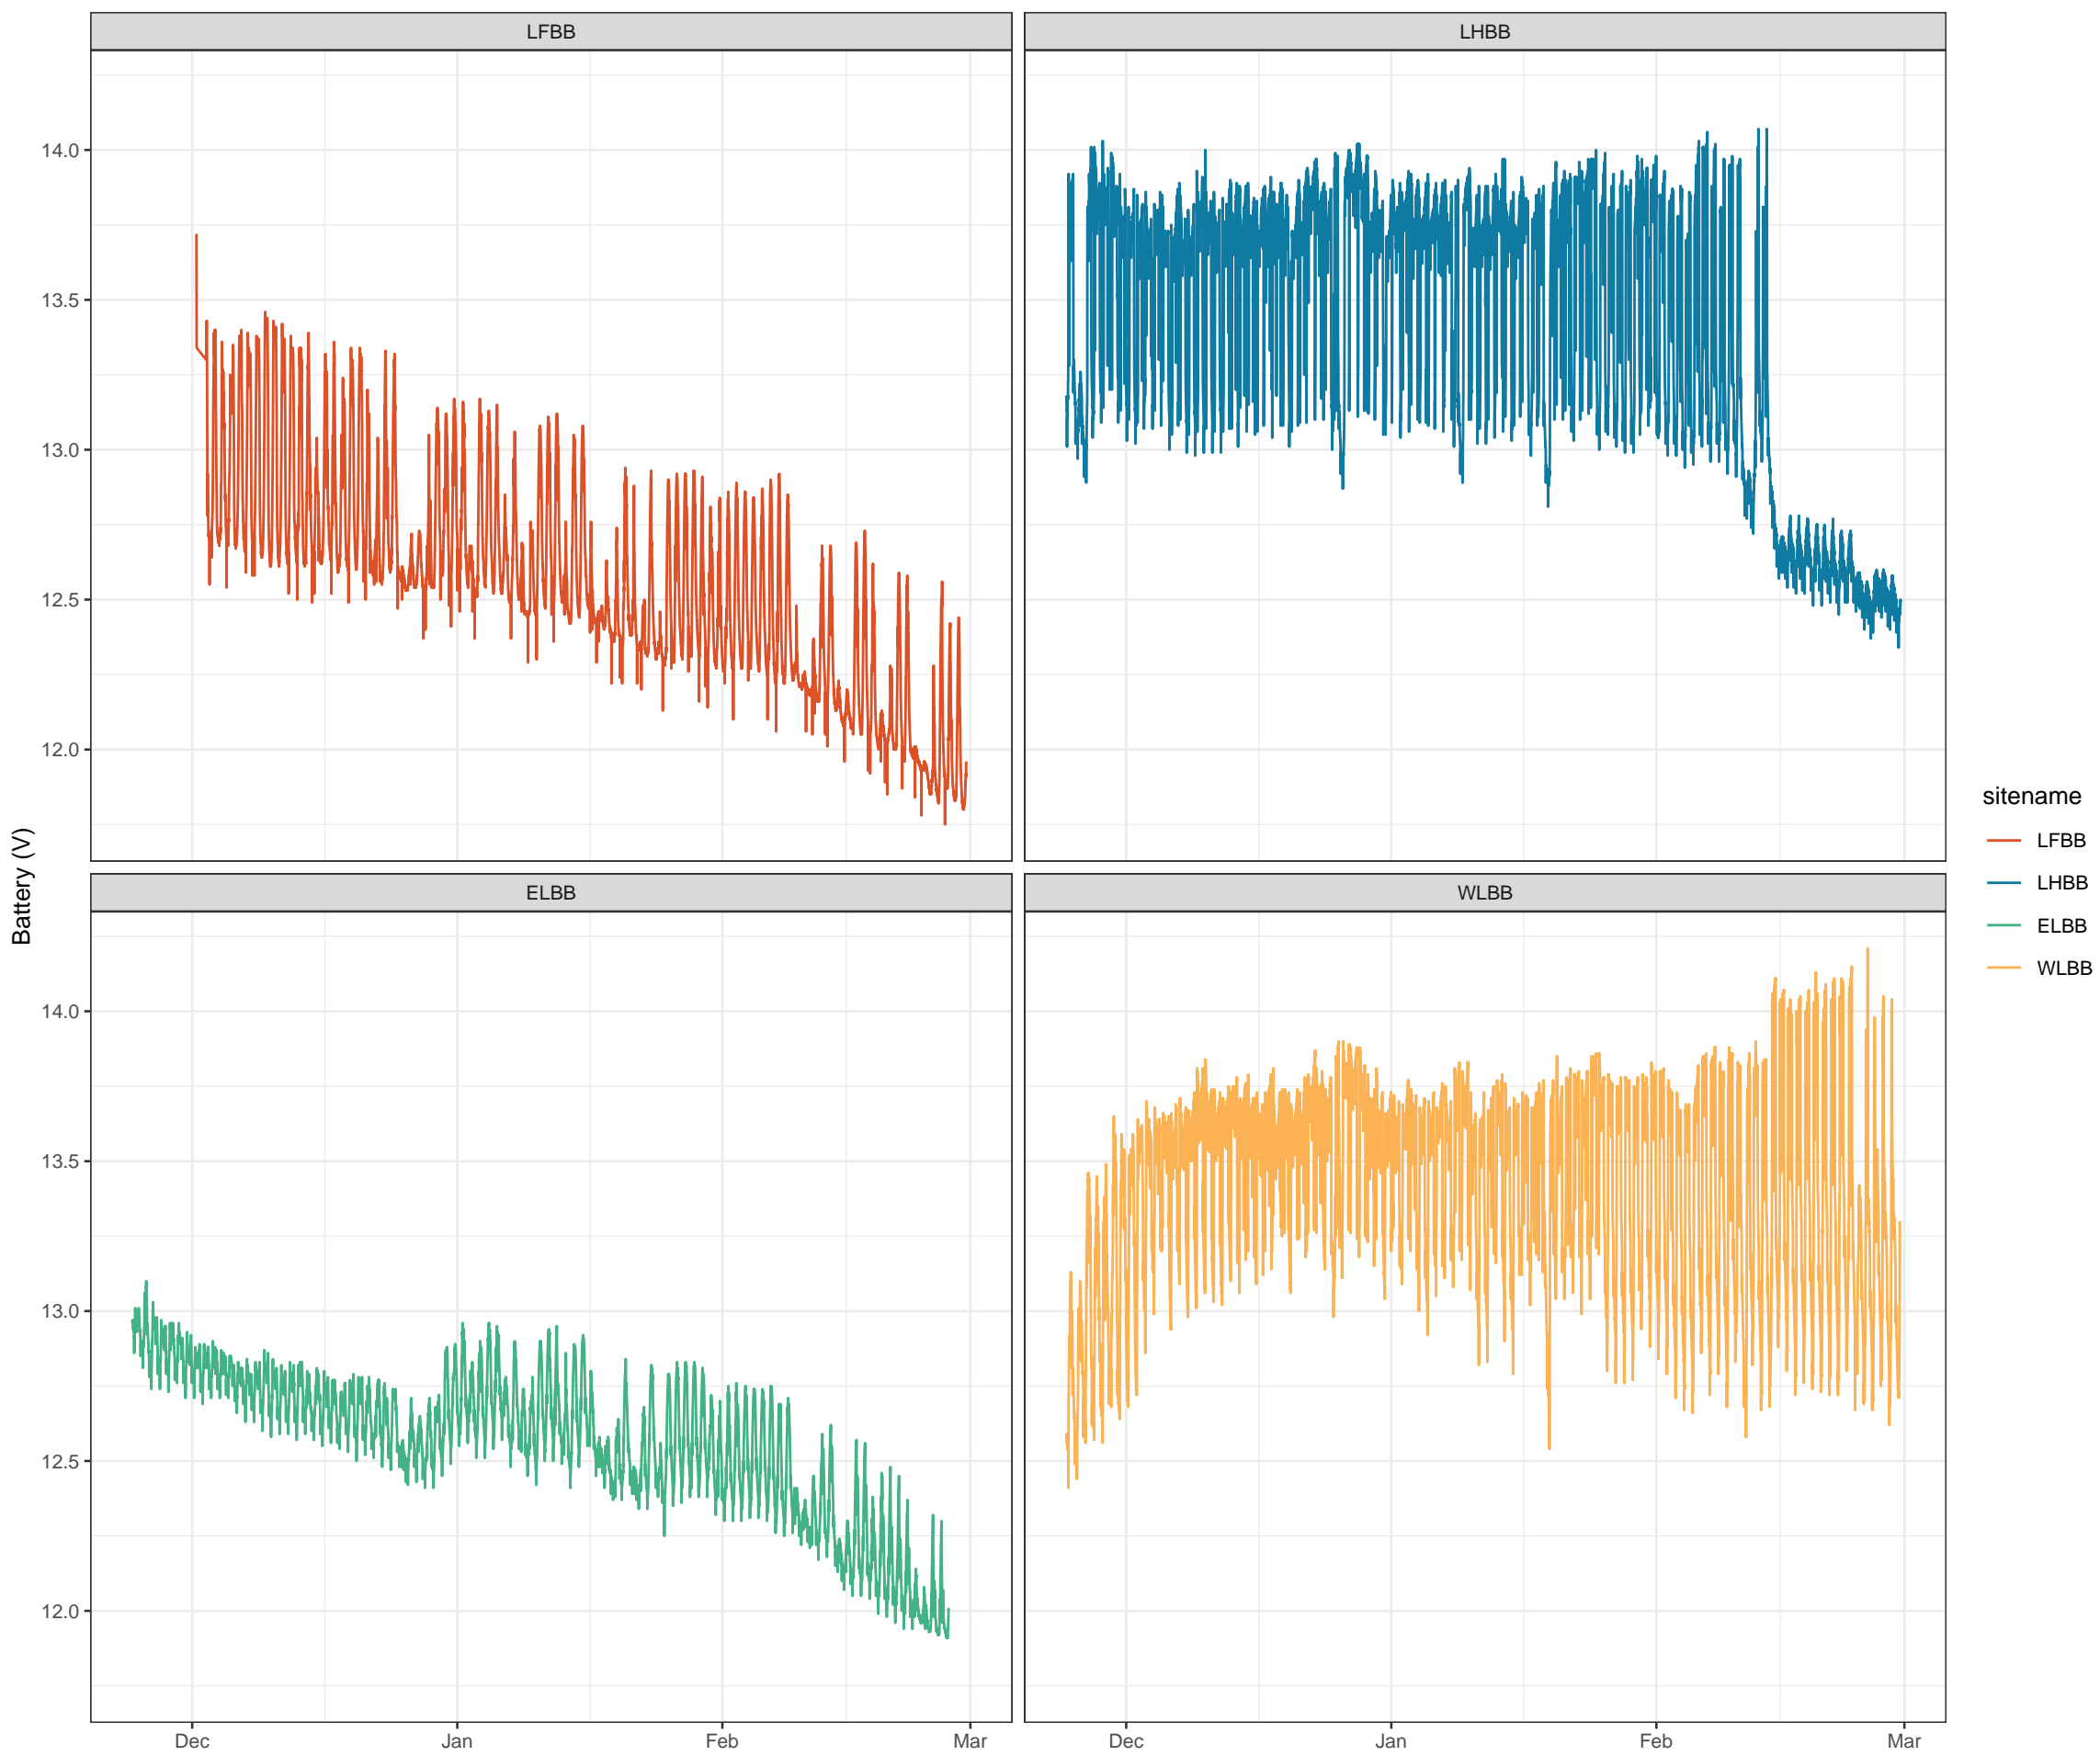 LFBB
LHBB
14.0
13.5
13.0
12.5
12.0
Battery (V)
ELBB
WLBB
14.0
13.5
13.0
12.5
12.0
Dec
Jan
Feb
Mar
Dec
Jan
Feb
Mar
sitename
LFBB
LHBB
ELBB
WLBB